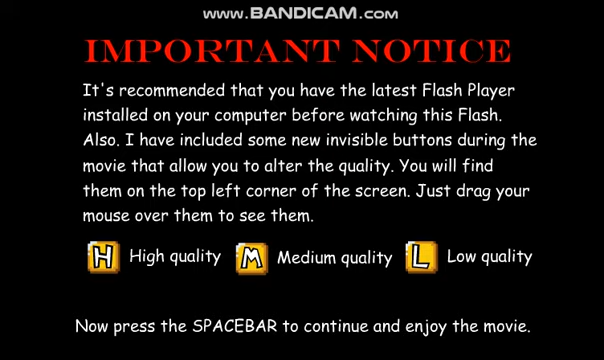 www.BANDICAM.com
IMPORTANT NOTICE
It's recommended that you have the latest Flash Player
installed on your computer before watching this Flash.
Also. I have included some new invisible buttons during the
movie that allow you to alter the quality. You will find
them on the top left corner of the screen. Just drag your
mouse over them to see them.
H High quality M Medium quality L Low quality
Now press the SPACEBAR to continue and enjoy the movie.